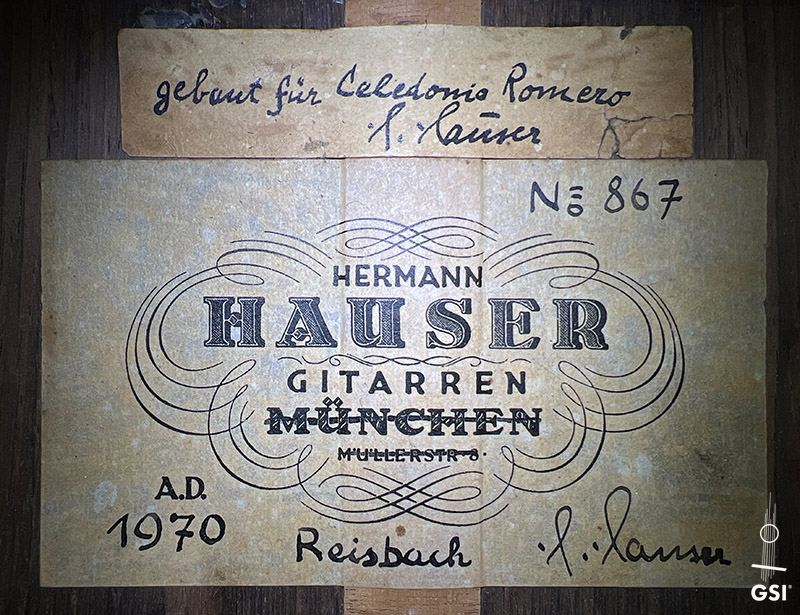 gebaut für Celedonio Romero
H. Hauser
No 867
HERMANN
HAUSER
GITARREN
MÜNCHEN
MÜLLERSTR·8·
A.D.
1970
Reisbach
H. Hauser
GSI®